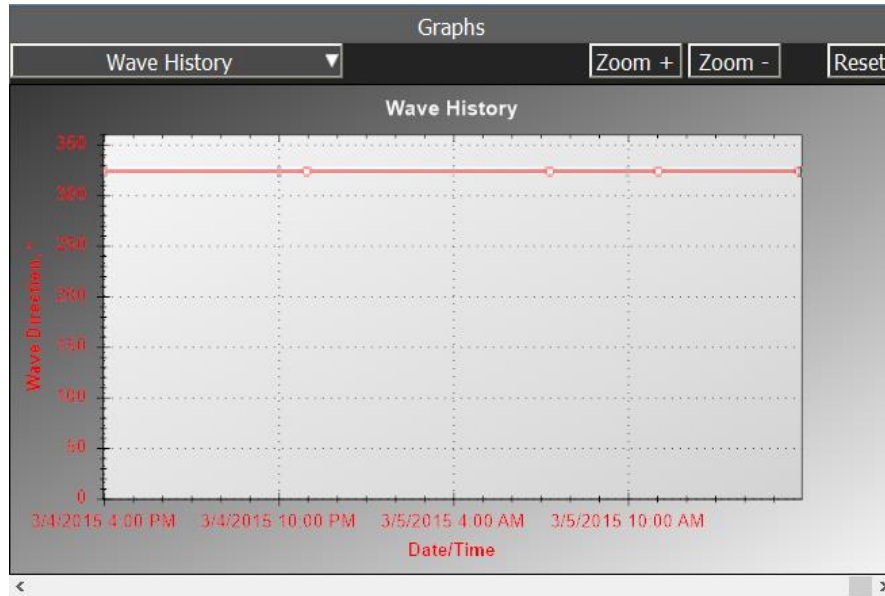 Graphs
Wave History ▼ Zoom + Zoom - Reset
Wave History
350
300
250
200
150
100
50
0
Wave Direction, °
3/4/2015 4:00 PM 3/4/2015 10:00 PM 3/5/2015 4:00 AM 3/5/2015 10:00 AM
Date/Time